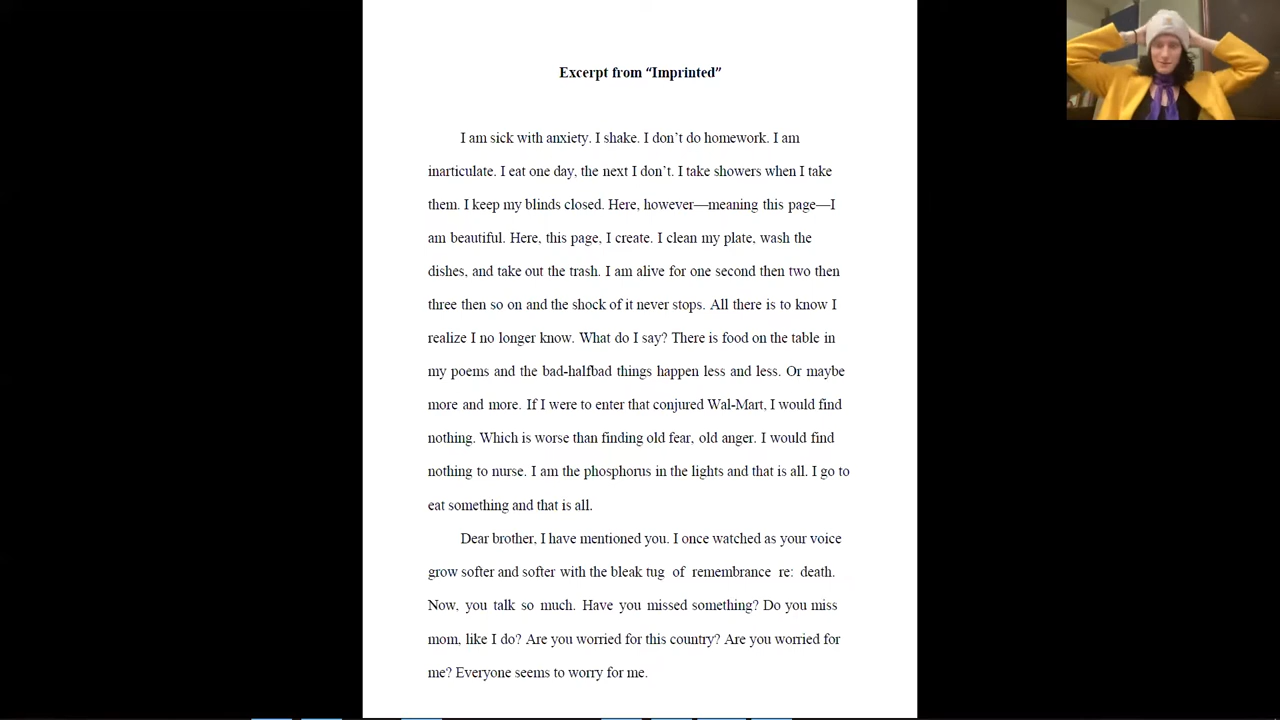 Excerpt from “Imprinted”
I am sick with anxiety. I shake. I don’t do homework. I am
inarticulate. I eat one day, the next I don’t. I take showers when I take
them. I keep my blinds closed. Here, however—meaning this page—I
am beautiful. Here, this page, I create. I clean my plate, wash the
dishes, and take out the trash. I am alive for one second then two then
three then so on and the shock of it never stops. All there is to know I
realize I no longer know. What do I say? There is food on the table in
my poems and the bad-halfbad things happen less and less. Or maybe
more and more. If I were to enter that conjured Wal-Mart, I would find
nothing. Which is worse than finding old fear, old anger. I would find
nothing to nurse. I am the phosphorus in the lights and that is all. I go to
eat something and that is all.
Dear brother, I have mentioned you. I once watched as your voice
grow softer and softer with the bleak tug of remembrance re: death.
Now, you talk so much. Have you missed something? Do you miss
mom, like I do? Are you worried for this country? Are you worried for
me? Everyone seems to worry for me.